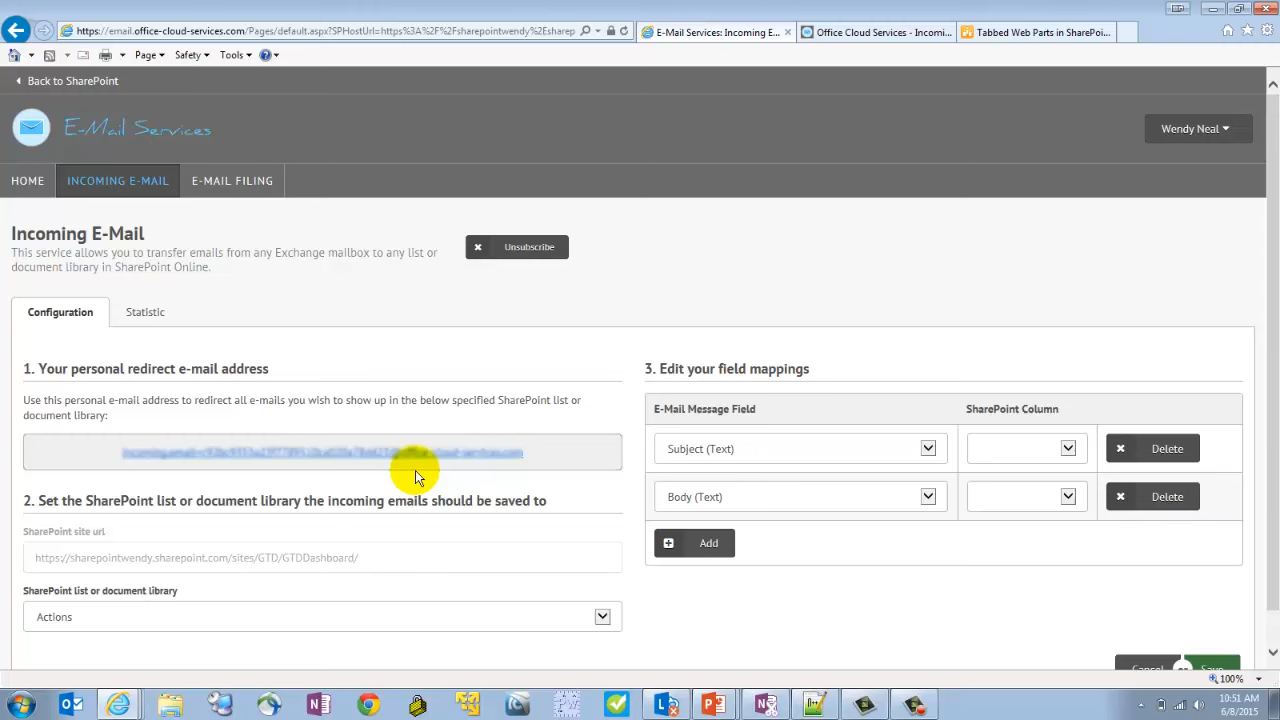 https://email.office-cloud-services.com/Pages/default.aspx?SPHostUrl=https%3A%2F%2Fsharepointwendy%2Esharep
E-Mail Services: Incoming E...
Office Cloud Services - Incomi...
Tabbed Web Parts in SharePoi...
Page
Safety
Tools
Back to SharePoint
E-Mail Services
Wendy Neal
HOME
INCOMING E-MAIL
E-MAIL FILING
Incoming E-Mail
This service allows you to transfer emails from any Exchange mailbox to any list or
document library in SharePoint Online.
Unsubscribe
Configuration
Statistic
1. Your personal redirect e-mail address
Use this personal e-mail address to redirect all e-mails you wish to show up in the below specified SharePoint list or
document library:
2. Set the SharePoint list or document library the incoming emails should be saved to
SharePoint site url
https://sharepointwendy.sharepoint.com/sites/GTD/GTDDashboard/
SharePoint list or document library
Actions
3. Edit your field mappings
E-Mail Message Field
SharePoint Column
Subject (Text)
Delete
Body (Text)
Delete
Add
Cancel
or
Save
100%
10:51 AM
6/8/2015